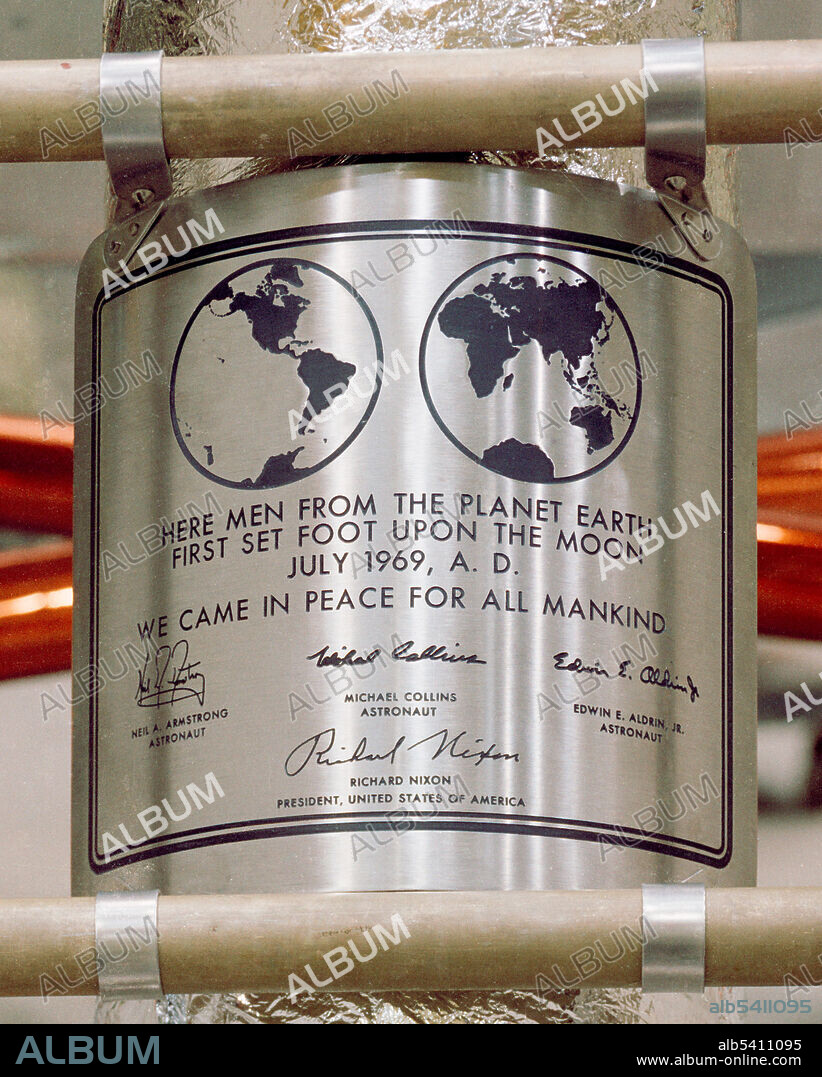 HERE MEN FROM THE PLANET EARTH
FIRST SET FOOT UPON THE MOON
JULY 1969, A. D.
WE CAME IN PEACE FOR ALL MANKIND
Neil A. Armstrong
NEIL A. ARMSTRONG
ASTRONAUT
Michael Collins
MICHAEL COLLINS
ASTRONAUT
Edwin E. Aldrin Jr
EDWIN E. ALDRIN, JR.
ASTRONAUT
Richard Nixon
RICHARD NIXON
PRESIDENT, UNITED STATES OF AMERICA
ALBUM
alb5411095
ALBUM
alb5411095
www.album-online.com